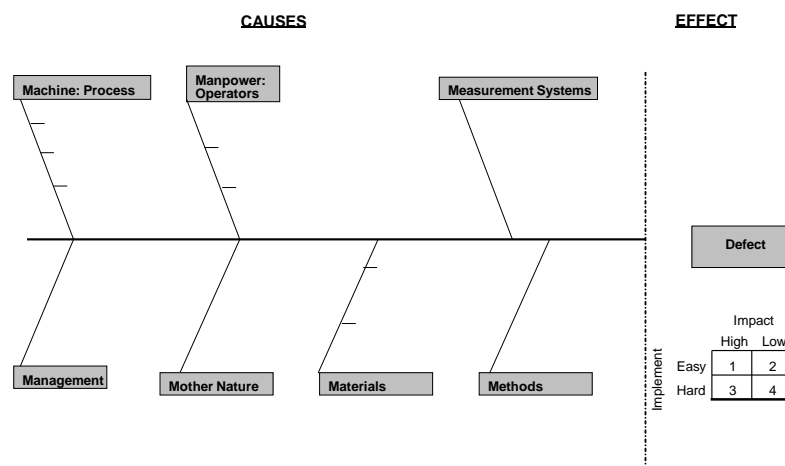 CAUSES
EFFECT
Machine: Process
Manpower:
Operators
Measurement Systems
Defect
Management
Mother Nature
Materials
Methods
Implement
Impact
High Low
Easy 1 2
Hard 3 4